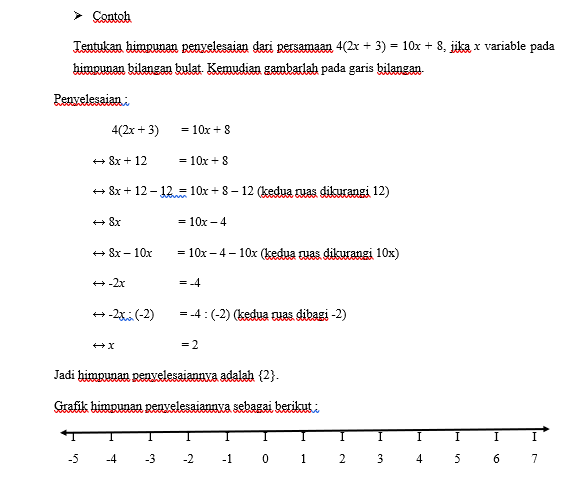 ➤ Contoh
Tentukan himpunan penyelesaian dari persamaan 4(2x + 3) = 10x + 8, jika x variable pada
himpunan bilangan bulat. Kemudian gambarlah pada garis bilangan.
Penyelesaian :
4(2x + 3) = 10x + 8
↔ 8x + 12 = 10x + 8
↔ 8x + 12 – 12 = 10x + 8 – 12 (kedua ruas dikurangi 12)
↔ 8x = 10x – 4
↔ 8x – 10x = 10x – 4 – 10x (kedua ruas dikurangi 10x)
↔ -2x = -4
↔ -2x : (-2) = -4 : (-2) (kedua ruas dibagi -2)
↔ x = 2
Jadi himpunan penyelesaiannya adalah {2}.
Grafik himpunan penyelesaiannya sebagai berikut :
-5 -4 -3 -2 -1 0 1 2 3 4 5 6 7